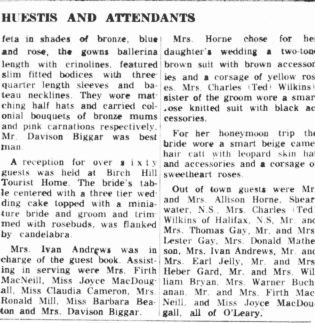 HUESTIS AND ATTENDANTS
feta in shades of bronze, blue
and rose, the gowns ballerina
length with crinolines, featured
slim fitted bodices with three-
quarter length sleeves and ba-
teau necklines. They wore mat-
ching half hats and carried col-
onial bouquets of bronze mums
and pink carnations respectively.
Mr. Davison Biggar was best
man.
A reception for over sixty
guests was held at Birch Hill
Tourist Home. The bride's tab-
le centered with a three tier wed-
ding cake topped with a minia-
ture bride and groom and trim-
med with rosebuds, was flanked
by candelabra.
Mrs. Ivan Andrews was in
charge of the guest book. Assist-
ing in serving were Mrs. Firth
MacNeill, Miss Joyce MacDoug-
all, Miss Claudia Cameron, Mrs.
Ronald Mill, Miss Barbara Bea-
ton and Mrs. Davison Biggar.
Mrs. Horne chose for her
daughter's wedding a two-tone
brown suit with brown accessor
ies and a corsage of yellow ros
es. Mrs. Charles (Ted) Wilkins
sister of the groom wore a smar
rose knitted suit with black ac
cessories.
For her honeymoon trip the
bride wore a smart beige came
hair coat with leopard skin hat
and accessories and a corsage o
sweetheart roses.
Out of town guests were Mr
and Mrs. Allison Horne, Shear
water, N.S., Mrs. Charles (Ted
Wilkins of Halifax, N.S, Mr. and
Mrs. Thomas Gay, Mr. and Mrs
Lester Gay, Mrs. Donald Mathe
son, Mrs. Ivan Andrews, Mr and
Mrs. Earl Jelly, Mr. and Mrs
Heber Gard, Mr. and Mrs. Wil
liam Bryan, Mrs. Warner Buch
anan, Mr. and Mrs. Firth Mac
Neill, and Miss Joyce MacDou
gall, all of O'Leary.